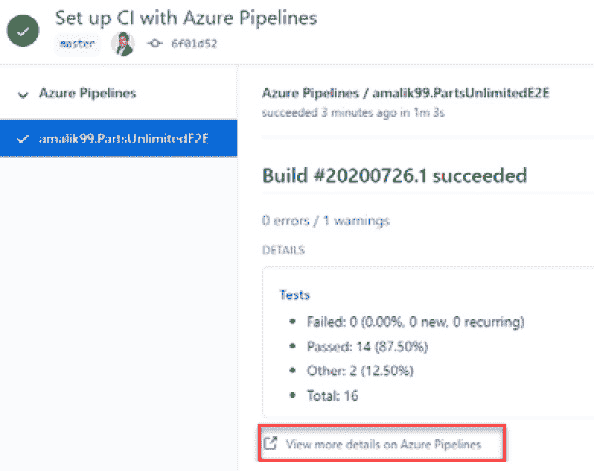 Set up CI with Azure Pipelines
master 6f01d52
Azure Pipelines
amalik99.PartsUnlimitedE2E
Azure Pipelines / amalik99.PartsUnlimitedE2E
succeeded 3 minutes ago in 1m 3s
Build #20200726.1 succeeded
0 errors / 1 warnings
DETAILS
Tests
Failed: 0 (0.00%, 0 new, 0 recurring)
Passed: 14 (87.50%)
Other: 2 (12.50%)
Total: 16
View more details on Azure Pipelines